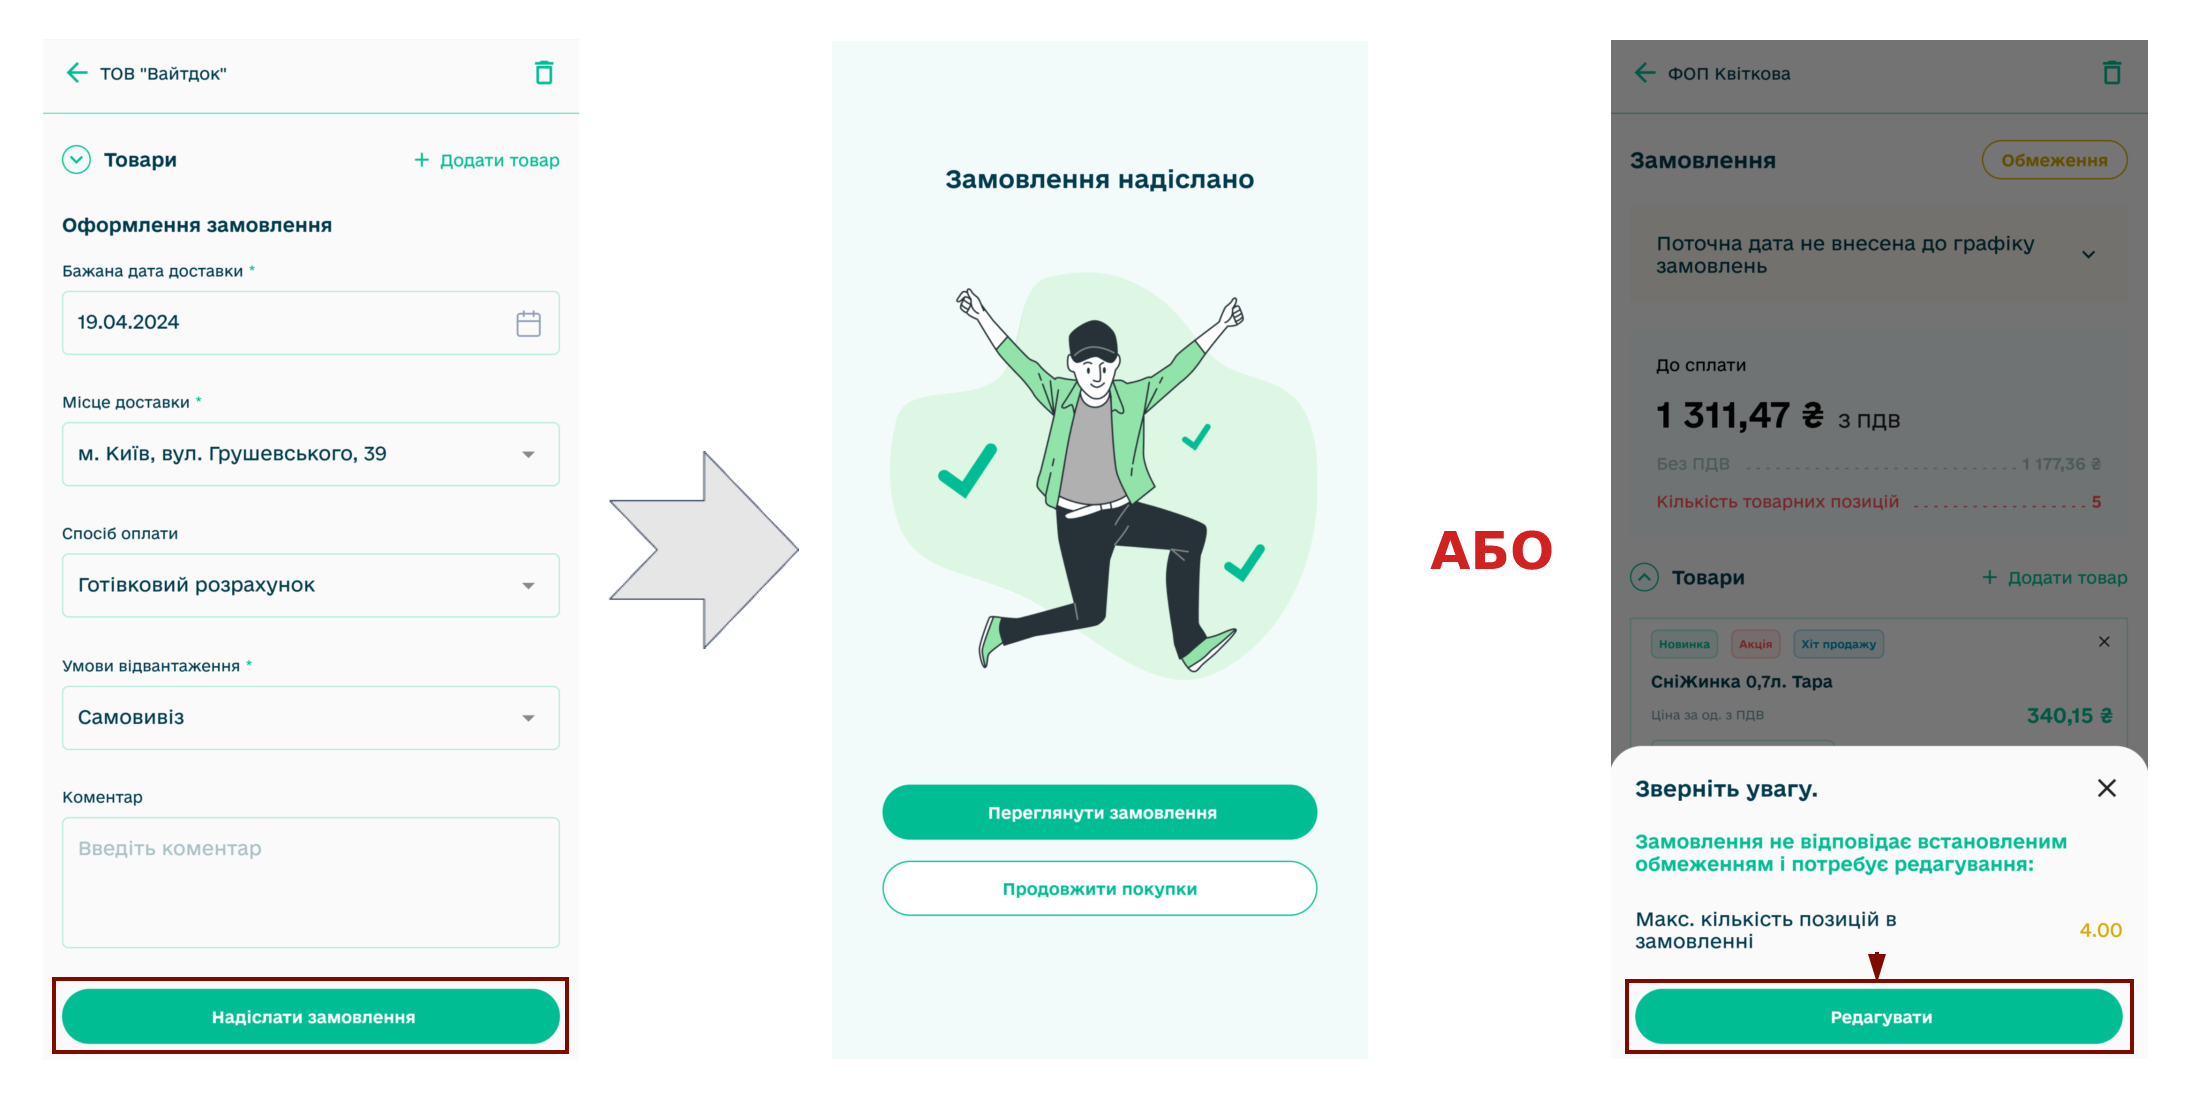 ТОВ "Вайтдок"
Товари
+ Додати товар
Оформлення замовлення
Бажана дата доставки *
19.04.2024
Місце доставки *
м. Київ, вул. Грушевського, 39
Спосіб оплати
Готівковий розрахунок
Умови відвантаження *
Самовивіз
Коментар
Введіть коментар
Надіслати замовлення
Замовлення надіслано
Переглянути замовлення
Продовжити покупки
АБО
ФОП Квіткова
Замовлення
Обмеження
Поточна дата не внесена до графіку
замовлень
До сплати
1 311,47 ₴ з ПДВ
Без ПДВ 1 177,36 ₴
Кількість товарних позицій 5
Товари
+ Додати товар
Новинка Акція Хіт продажу
СніЖинка 0,7л. Тара
Ціна за од. з ПДВ
340,15 ₴
Зверніть увагу.
Замовлення не відповідає встановленим
обмеженням і потребує редагування:
Макс. кількість позицій в
замовленні
4.00
Редагувати